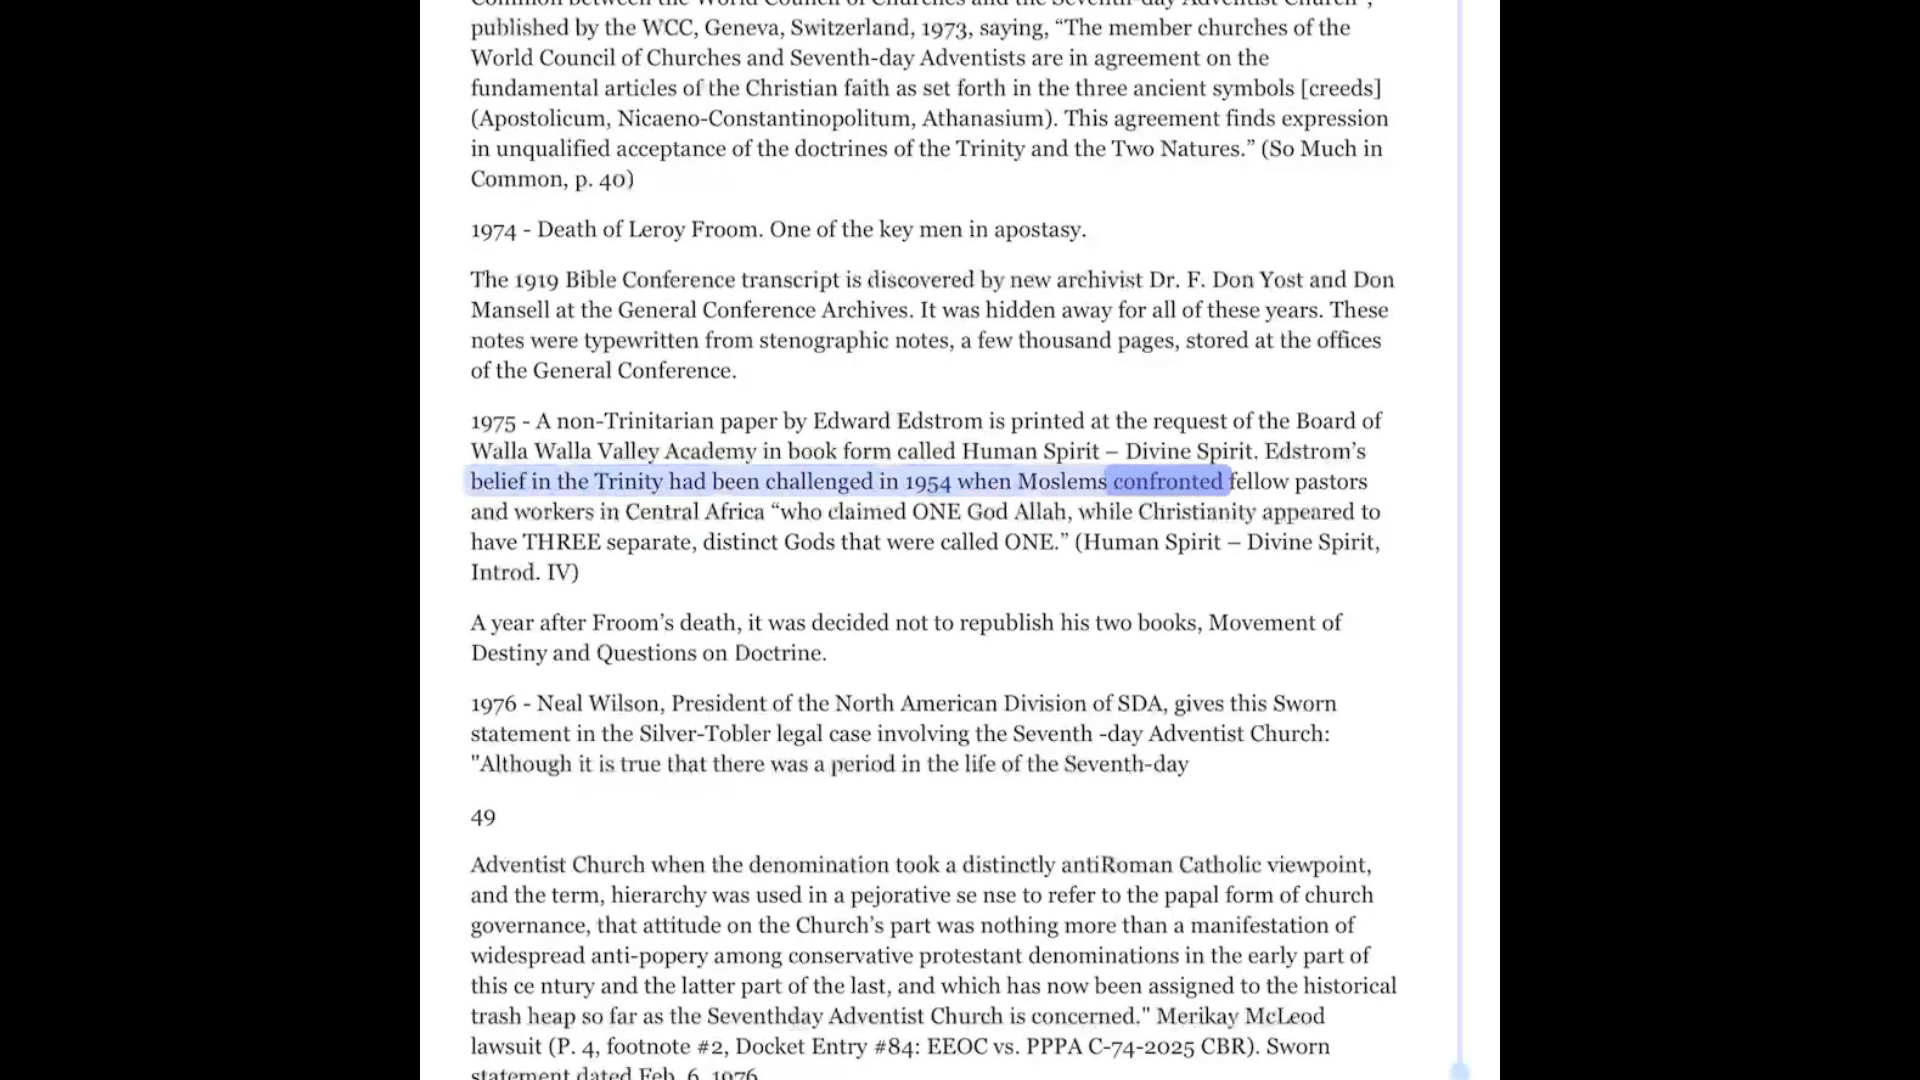 Common between the World Council of Churches and the Seventh-day Adventist Church",
published by the WCC, Geneva, Switzerland, 1973, saying, “The member churches of the
World Council of Churches and Seventh-day Adventists are in agreement on the
fundamental articles of the Christian faith as set forth in the three ancient symbols [creeds]
(Apostolicum, Nicaeno-Constantinopolitum, Athanasium). This agreement finds expression
in unqualified acceptance of the doctrines of the Trinity and the Two Natures.” (So Much in
Common, p. 40)
1974 - Death of Leroy Froom. One of the key men in apostasy.
The 1919 Bible Conference transcript is discovered by new archivist Dr. F. Don Yost and Don
Mansell at the General Conference Archives. It was hidden away for all of these years. These
notes were typewritten from stenographic notes, a few thousand pages, stored at the offices
of the General Conference.
1975 - A non-Trinitarian paper by Edward Edstrom is printed at the request of the Board of
Walla Walla Valley Academy in book form called Human Spirit – Divine Spirit. Edstrom’s
belief in the Trinity had been challenged in 1954 when Moslems confronted fellow pastors
and workers in Central Africa “who claimed ONE God Allah, while Christianity appeared to
have THREE separate, distinct Gods that were called ONE.” (Human Spirit – Divine Spirit,
Introd. IV)
A year after Froom’s death, it was decided not to republish his two books, Movement of
Destiny and Questions on Doctrine.
1976 - Neal Wilson, President of the North American Division of SDA, gives this Sworn
statement in the Silver-Tobler legal case involving the Seventh -day Adventist Church:
"Although it is true that there was a period in the life of the Seventh-day
49
Adventist Church when the denomination took a distinctly antiRoman Catholic viewpoint,
and the term, hierarchy was used in a pejorative se nse to refer to the papal form of church
governance, that attitude on the Church’s part was nothing more than a manifestation of
widespread anti-popery among conservative protestant denominations in the early part of
this ce ntury and the latter part of the last, and which has now been assigned to the historical
trash heap so far as the Seventhday Adventist Church is concerned." Merikay McLeod
lawsuit (P. 4, footnote #2, Docket Entry #84: EEOC vs. PPPA C-74-2025 CBR). Sworn
statement dated Feb. 6, 1976